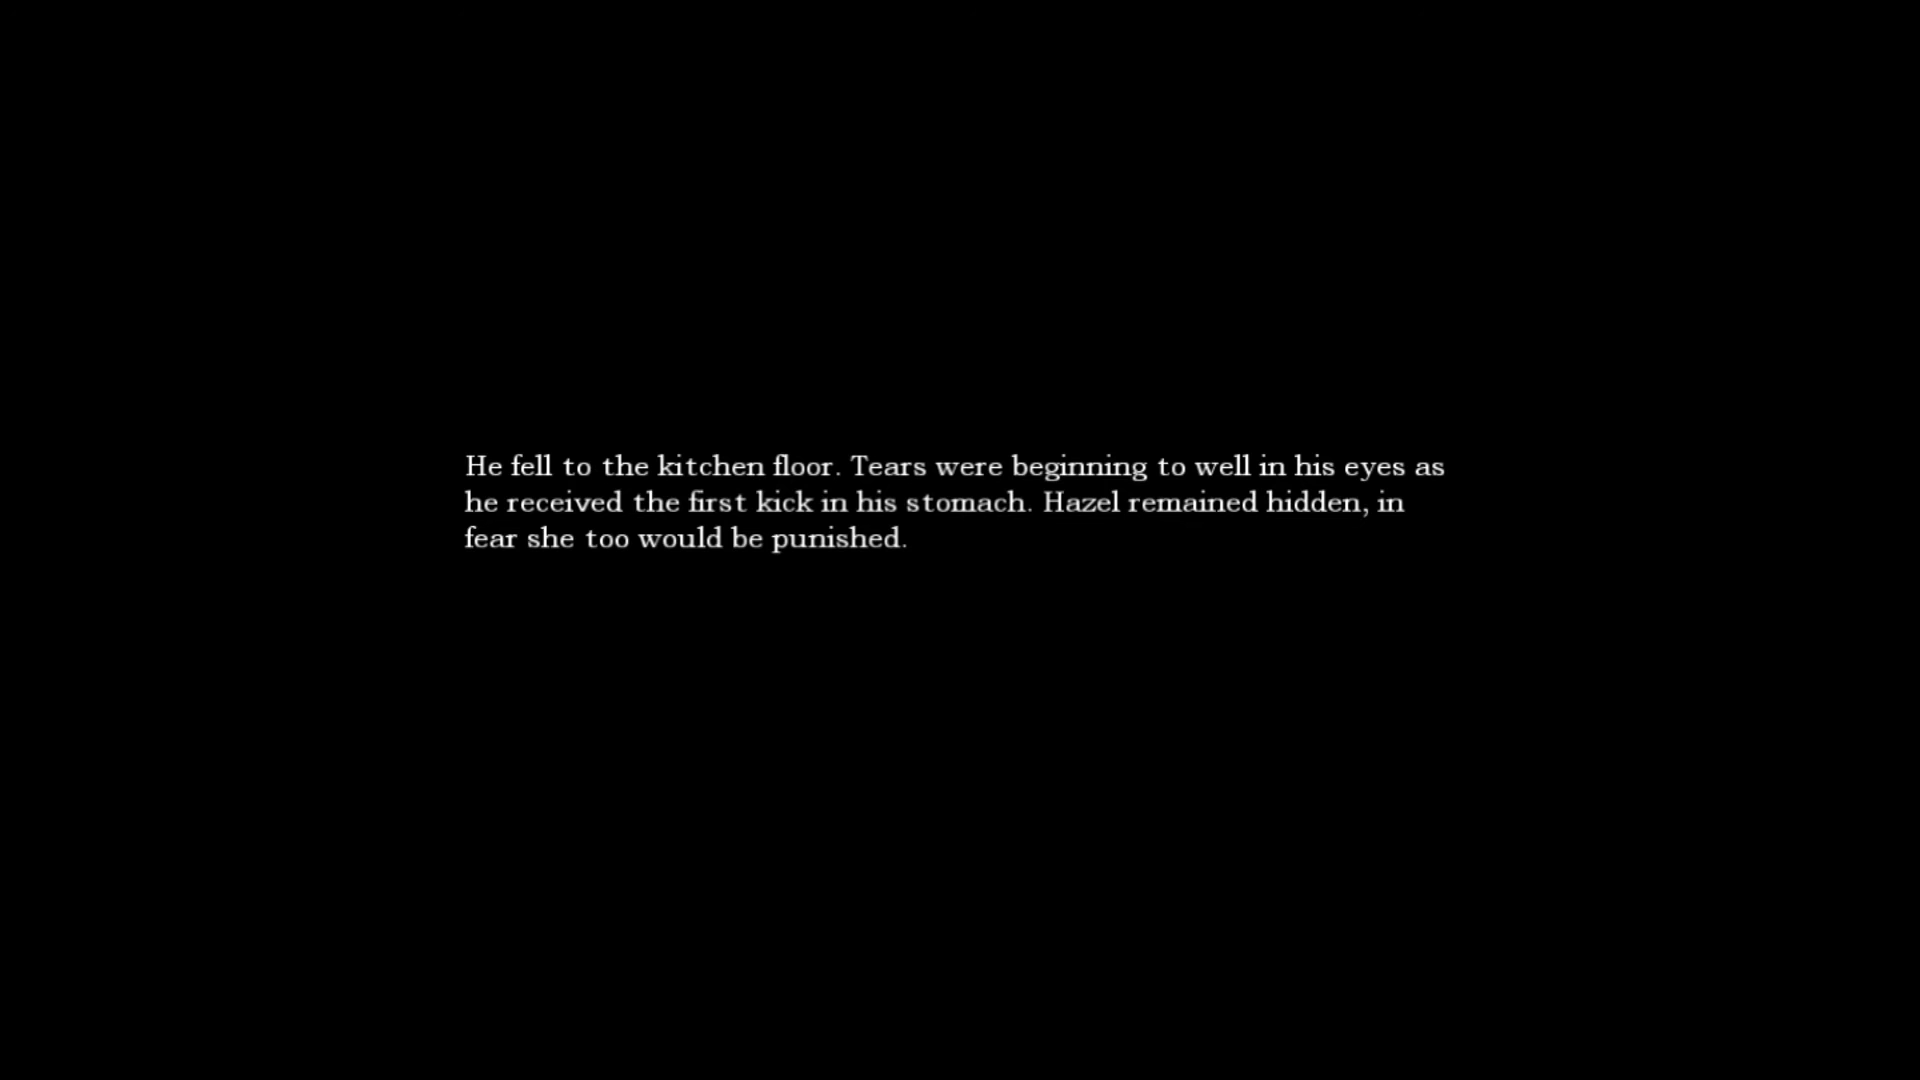 He fell to the kitchen floor. Tears were beginning to well in his eyes as
he received the first kick in his stomach. Hazel remained hidden, in
fear she too would be punished.